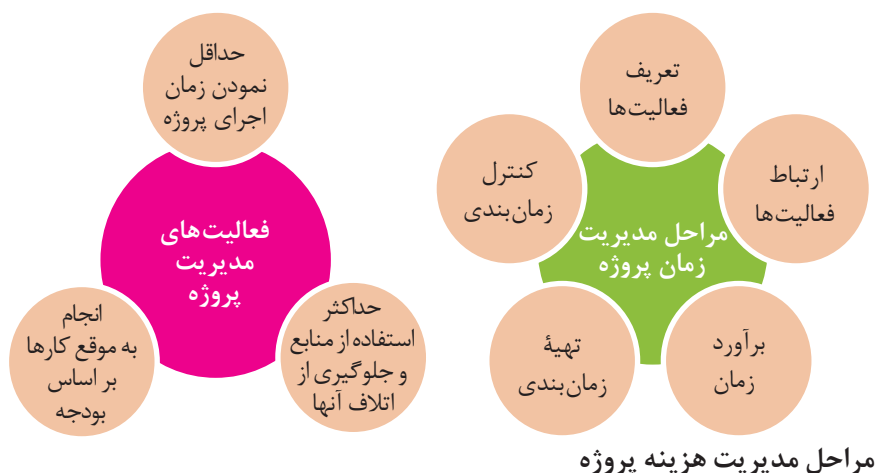 مراحل مدیریت
زمان پروژه
تعریف
فعالیت‌ها
ارتباط
فعالیت‌ها
برآورد
زمان
تهیهٔ
زمان‌بندی
کنترل
زمان‌بندی
فعالیت‌های
مدیریت
پروژه
حداقل
نمودن زمان
اجرای پروژه
حداکثر
استفاده از منابع
و جلوگیری از
اتلاف آنها
انجام
به موقع کارها
بر اساس
بودجه
مراحل مدیریت هزینه پروژه